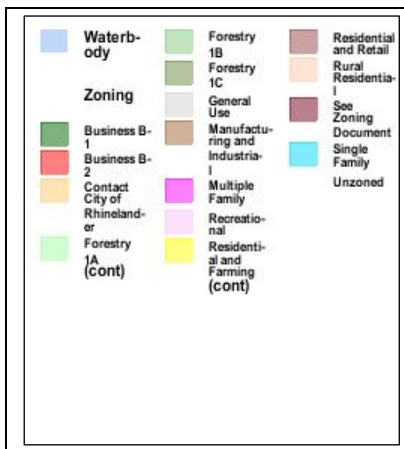 Waterb-
ody
Zoning
Business B-
1
Business B-
2
Contact
City of
Rhineland-
er
Forestry
1A
(cont)
Forestry
1B
Forestry
1C
General
Use
Manufactu-
ring and
Industria-
l
Multiple
Family
Recreatio-
nal
Residenti-
al and
Farming
(cont)
Residential
and Retail
Rural
Residentia-
l
See
Zoning
Document
Single
Family
Unzoned